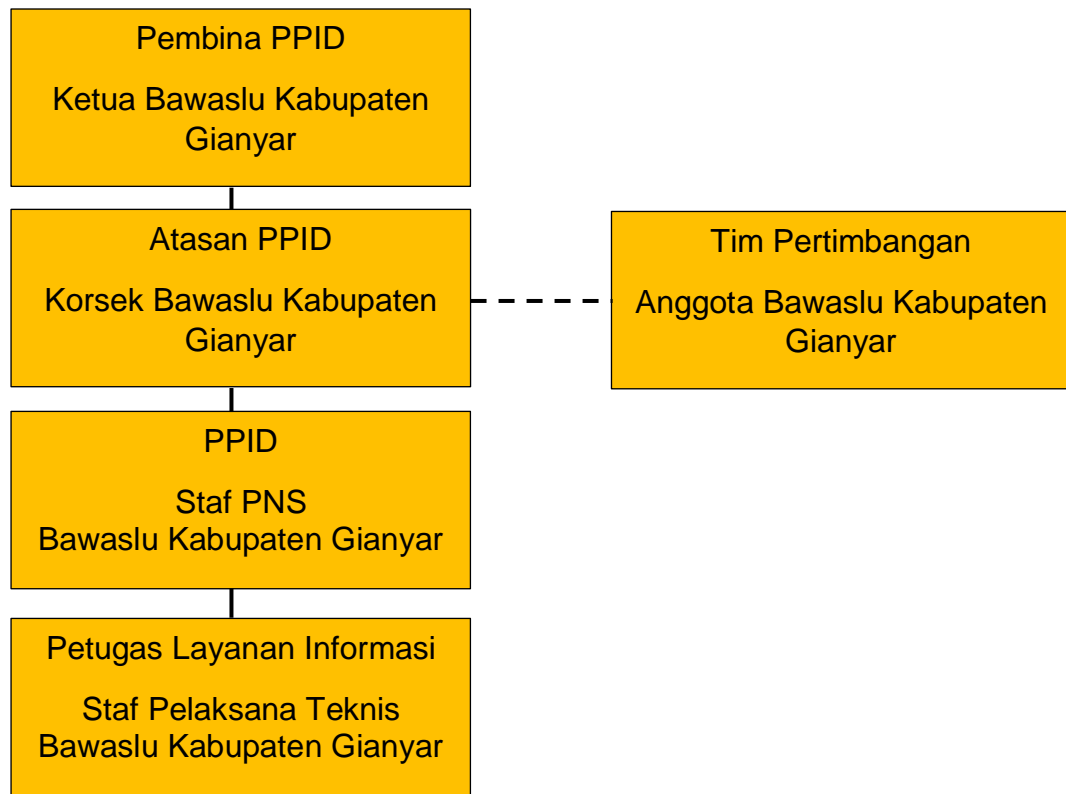 Pembina PPID
Ketua Bawaslu Kabupaten
Gianyar
Atasan PPID
Korsek Bawaslu Kabupaten
Gianyar
Tim Pertimbangan
Anggota Bawaslu Kabupaten
Gianyar
PPID
Staf PNS
Bawaslu Kabupaten Gianyar
Petugas Layanan Informasi
Staf Pelaksana Teknis
Bawaslu Kabupaten Gianyar